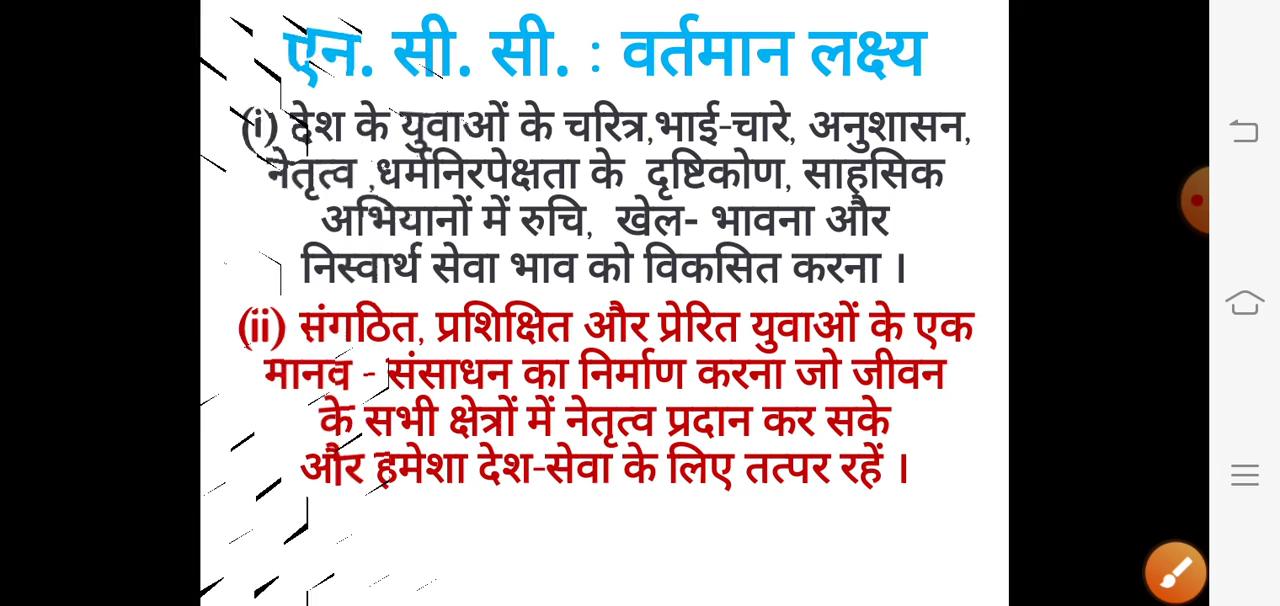 एन. सी. सी. : वर्तमान लक्ष्य
(i) देश के युवाओं के चरित्र,भाई-चारे, अनुशासन,
नेतृत्व ,धर्मनिरपेक्षता के दृष्टिकोण, साहसिक
अभियानों में रुचि, खेल- भावना और
निस्वार्थ सेवा भाव को विकसित करना ।
(ii) संगठित, प्रशिक्षित और प्रेरित युवाओं के एक
मानव - संसाधन का निर्माण करना जो जीवन
के सभी क्षेत्रों में नेतृत्व प्रदान कर सके
और हमेशा देश-सेवा के लिए तत्पर रहें ।